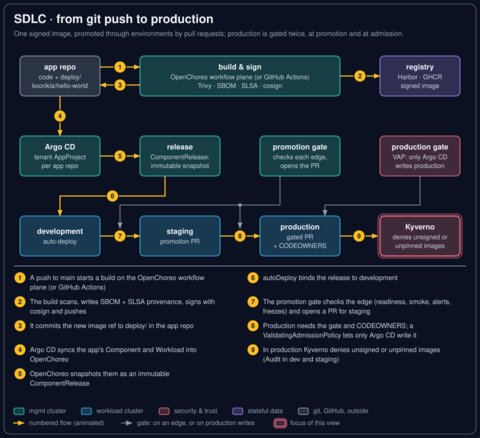 SDLC · from git push to production
One signed image, promoted through environments by pull requests; production is gated twice, at promotion and at admission.
app repo
code + deploy/
koorikla/hello-world
1
3
build & sign
OpenChoreo workflow plane (or GitHub Actions)
Trivy · SBOM · SLSA · cosign
2
registry
Harbor · GHCR
signed image
4
Argo CD
tenant AppProject
per app repo
5
release
ComponentRelease:
immutable snapshot
promotion gate
checks each edge,
opens the PR
production gate
VAP: only Argo CD
writes production
6
development
auto-deploy
7
staging
promotion PR
8
production
gated PR
+ CODEOWNERS
9
Kyverno
denies unsigned or
unpinned images
1 A push to main starts a build on the OpenChoreo workflow
plane (or GitHub Actions)
2 The build scans, writes SBOM + SLSA provenance, signs with
cosign and pushes
3 It commits the new image ref to deploy/ in the app repo
4 Argo CD syncs the app's Component and Workload into
OpenChoreo
5 OpenChoreo snapshots them as an immutable
ComponentRelease
6 autoDeploy binds the release to development
7 The promotion gate checks the edge (readiness, smoke, alerts,
freezes) and opens a PR for staging
8 Production needs the gate and CODEOWNERS; a
ValidatingAdmissionPolicy lets only Argo CD write it
9 In production Kyverno denies unsigned or unpinned images
(Audit in dev and staging)
mgmt cluster
workload cluster
security & trust
stateful data
git, GitHub, outside
numbered flow (animated)
gate: on an edge, or on production writes
focus of this view